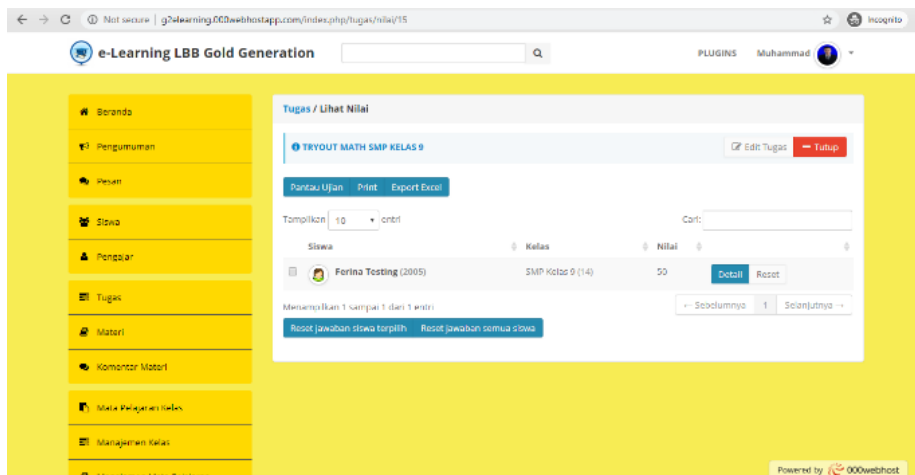 Not secure | g2elearning.000webhostapp.com/index.php/tugas/nilai/15
Incognito
e-Learning LBB Gold Generation
PLUGINS Muhammad
Beranda
Pengumuman
Pesan
Siswa
Pengajar
Tugas
Materi
Komentar Materi
Mata Pelajaran Kelas
Manajemen Kelas
Tugas / Lihat Nilai
TRYOUT MATH SMP KELAS 9
Edit Tugas Tutup
Pantau Ujian Print Export Excel
Tampilkan 10 entri Cari:
Siswa Kelas Nilai
Ferina Testing (2005) SMP Kelas 9 (14) 50 Detail Reset
Menampilkan 1 sampai 1 dari 1 entri
← Sebelumnya 1 Selanjutnya →
Reset jawaban siswa terpilih Reset jawaban semua siswa
Powered by 000webhost